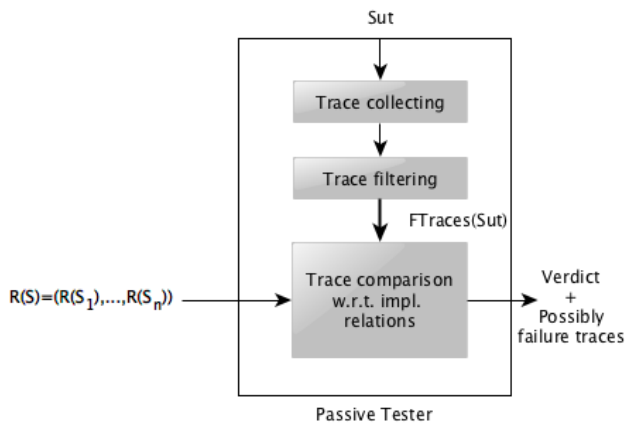 Sut
Trace collecting
Trace filtering
FTraces(Sut)
R(S)=(R(S1),...,R(Sn))
Trace comparison
w.r.t. impl.
relations
Verdict
+
Possibly
failure traces
Passive Tester